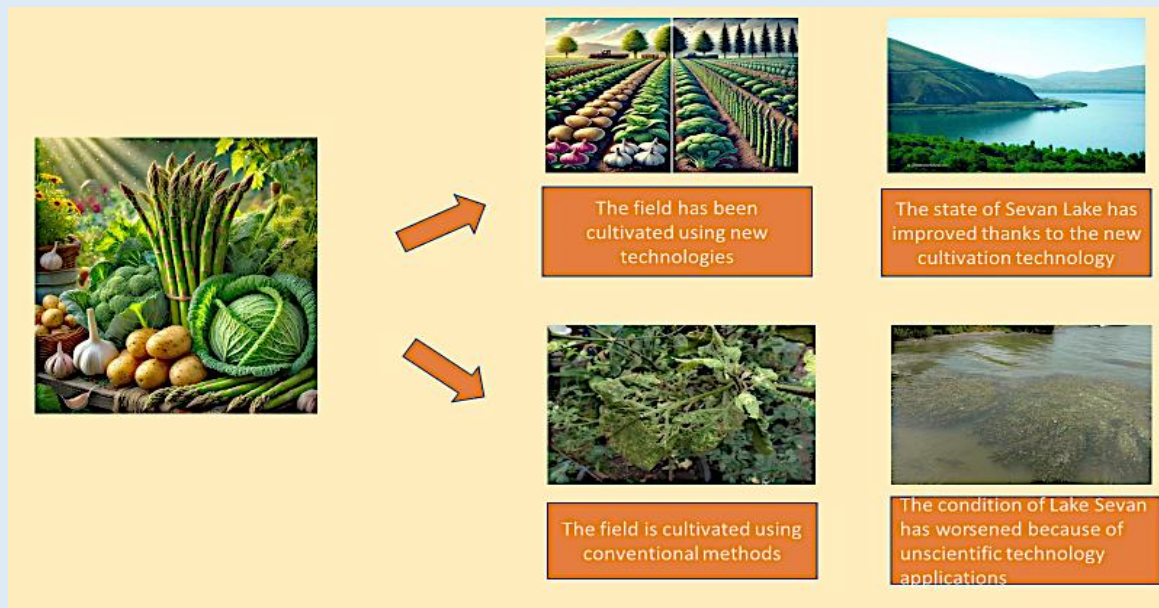 The field has been
cultivated using new
technologies
The state of Sevan Lake has
improved thanks to the new
cultivation technology
The field is cultivated using
conventional methods
The condition of Lake Sevan
has worsened because of
unscientific technology
applications